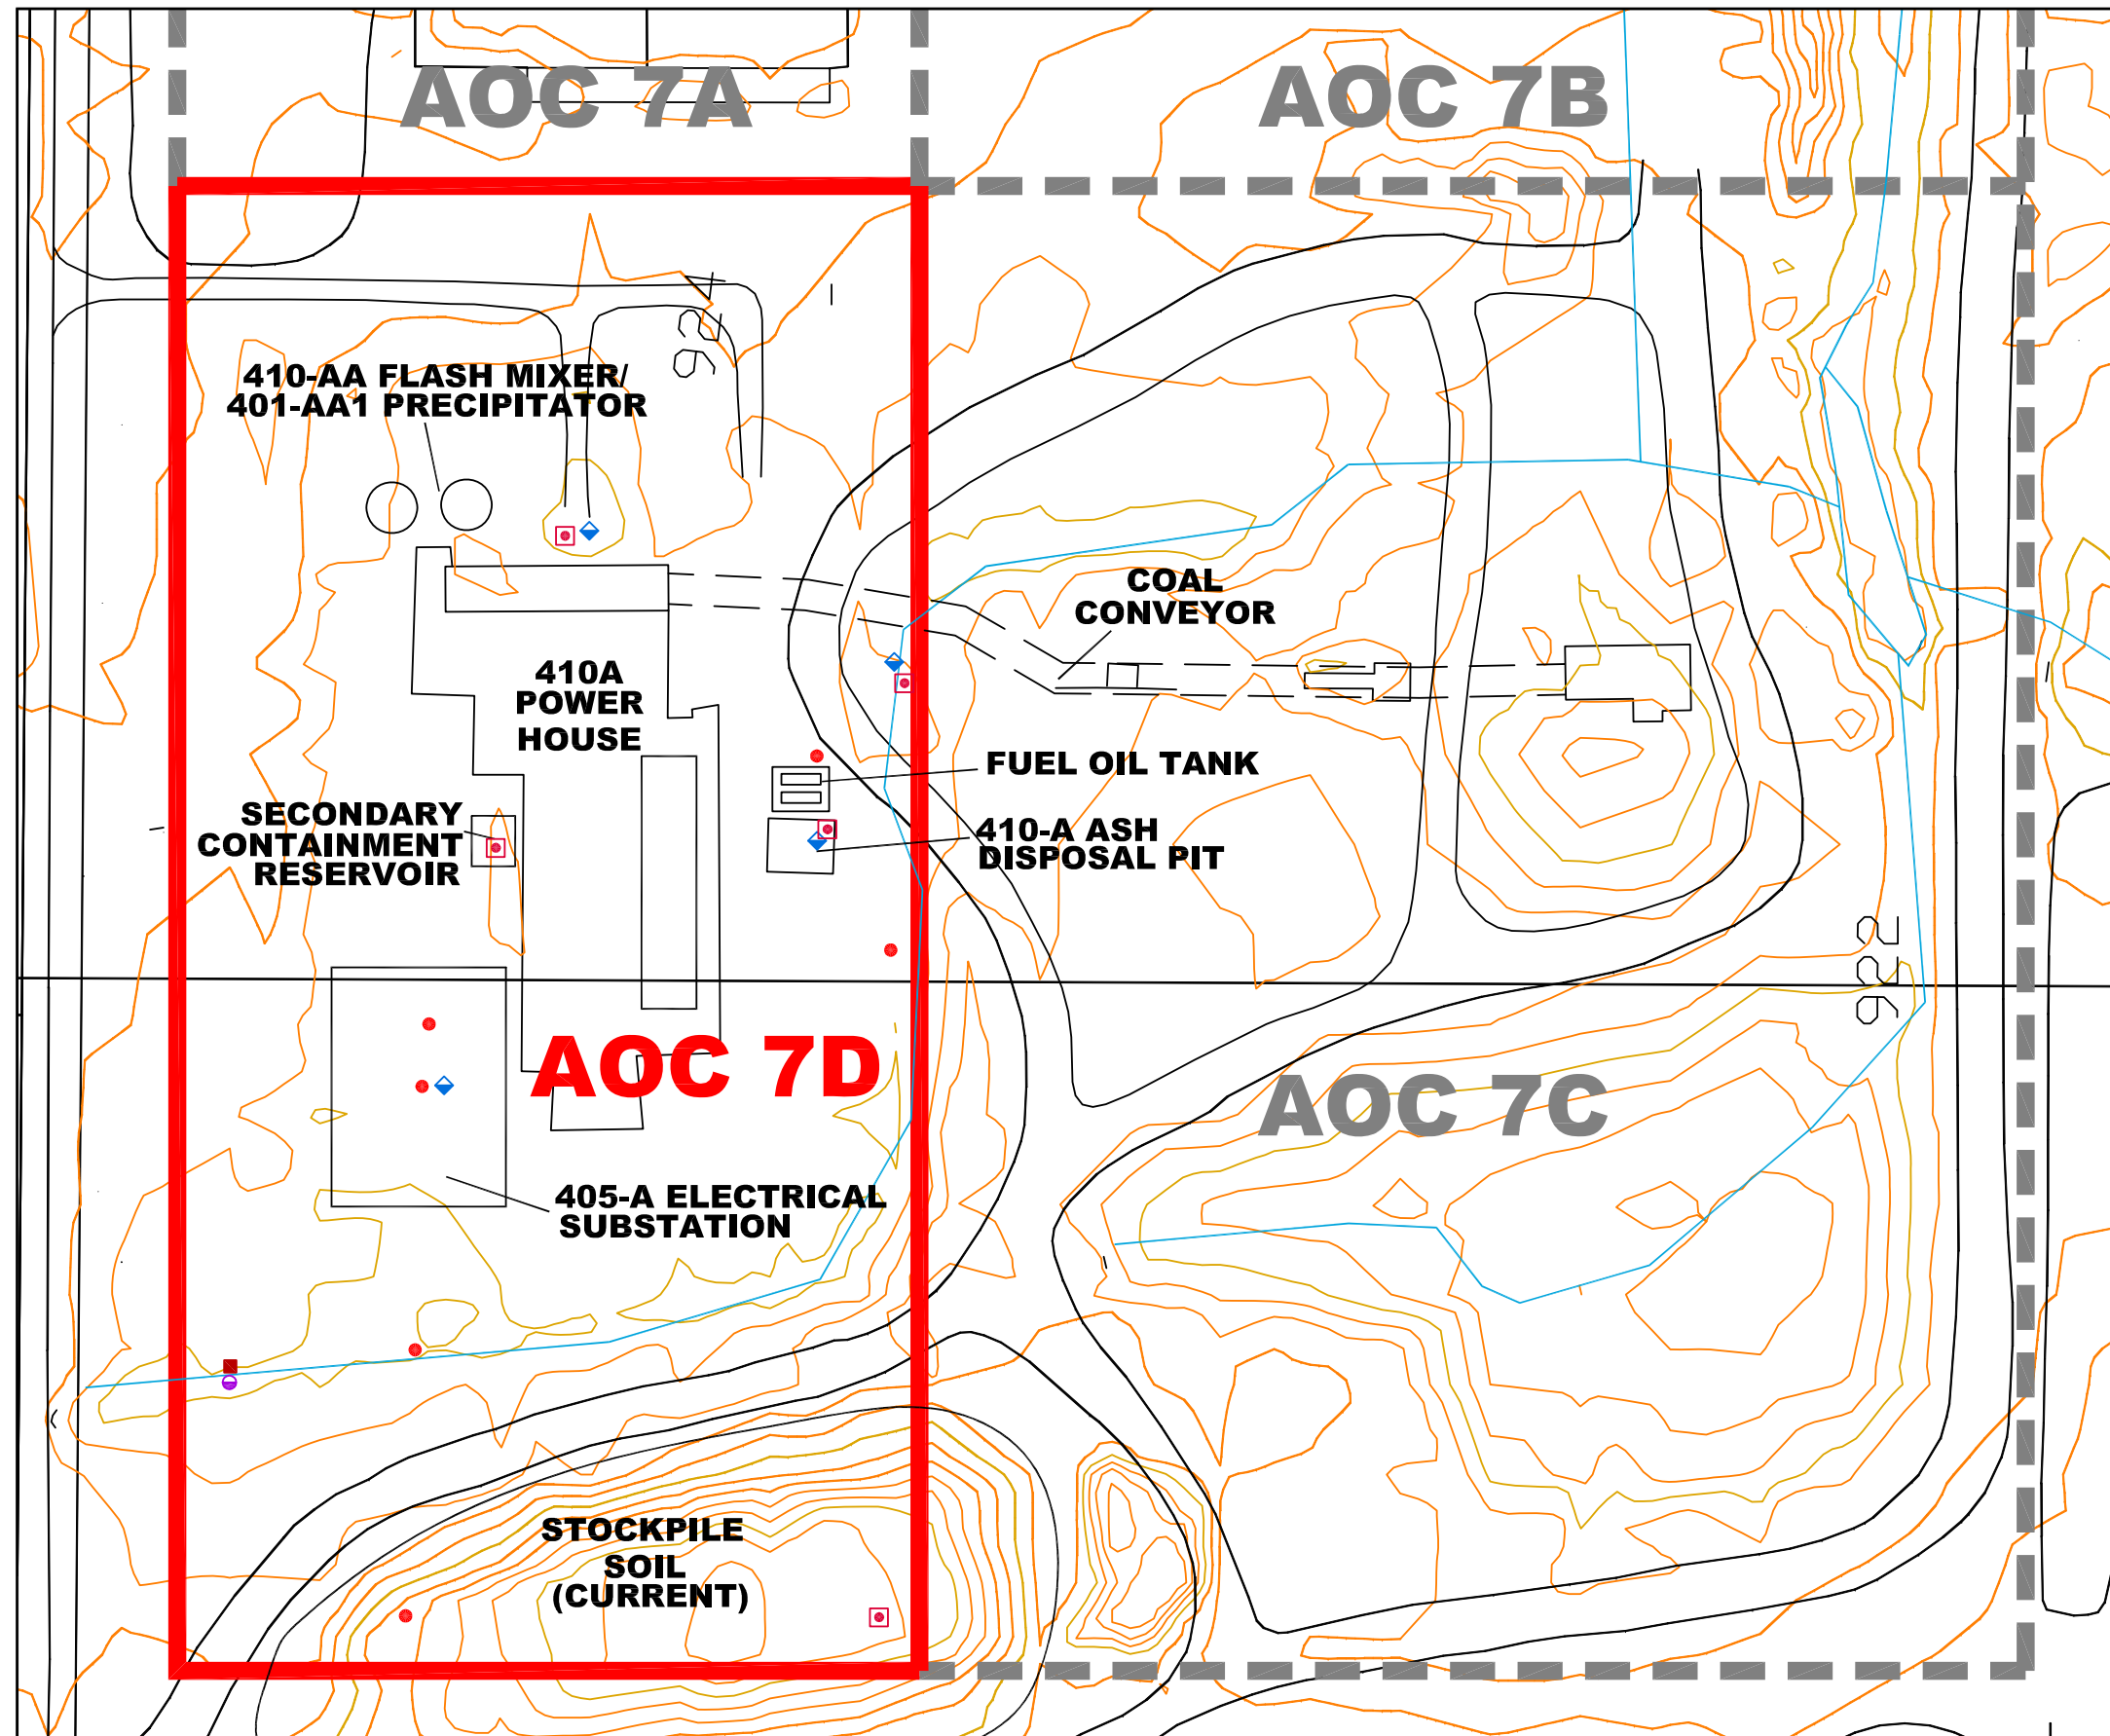 AOC 7A
AOC 7B
410-AA FLASH MIXER/
401-AA1 PRECIPITATOR
COAL
CONVEYOR
410A
POWER
HOUSE
FUEL OIL TANK
SECONDARY
CONTAINMENT
RESERVOIR
410-A ASH
DISPOSAL PIT
AOC 7D
AOC 7C
405-A ELECTRICAL
SUBSTATION
STOCKPILE
SOIL
(CURRENT)